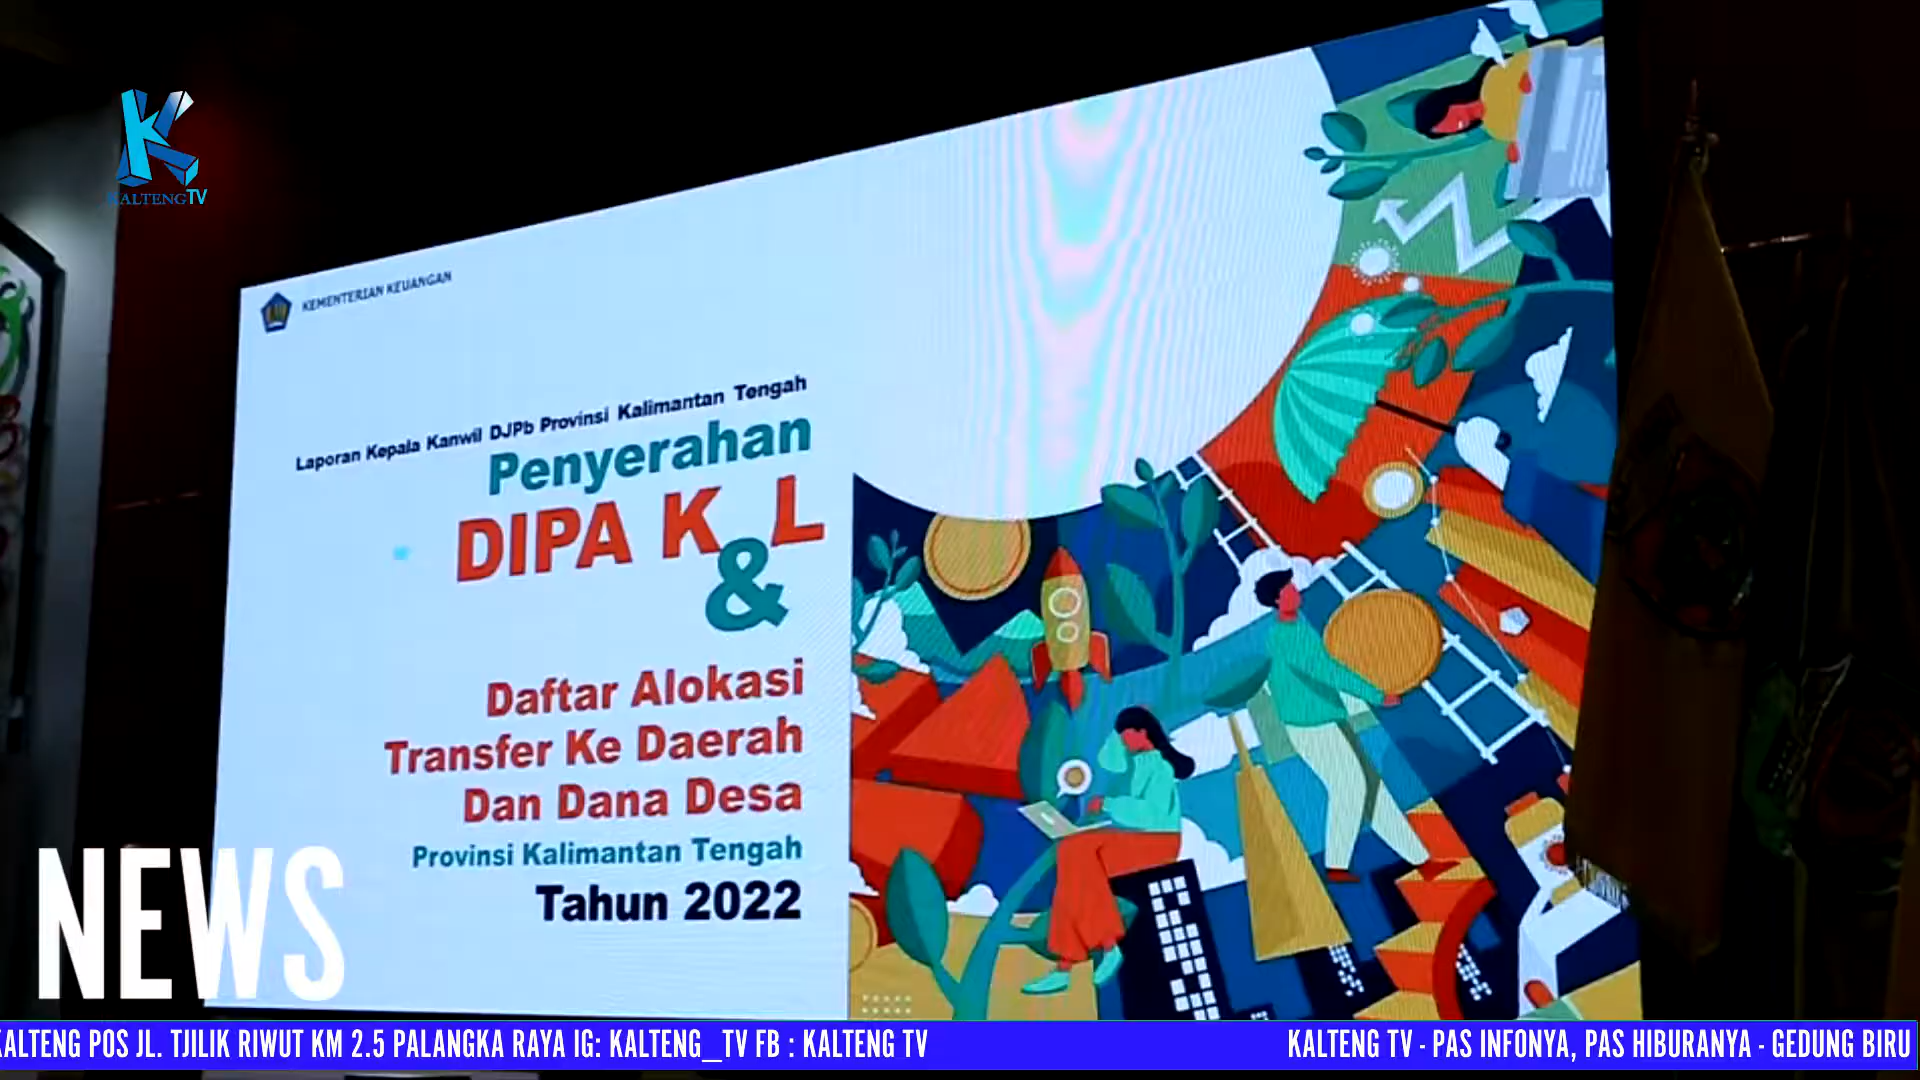 KALTENGTV
KEMENTERIAN KEUANGAN
Laporan Kepala Kanwil DJPb Provinsi Kalimantan Tengah
Penyerahan
DIPA K L
&
Daftar Alokasi
Transfer Ke Daerah
Dan Dana Desa
Provinsi Kalimantan Tengah
Tahun 2022
NEWS
KALTENG POS JL. TJILIK RIWUT KM 2.5 PALANGKA RAYA IG: KALTENG_TV FB : KALTENG TV
KALTENG TV - PAS INFONYA, PAS HIBURANYA - GEDUNG BIRU